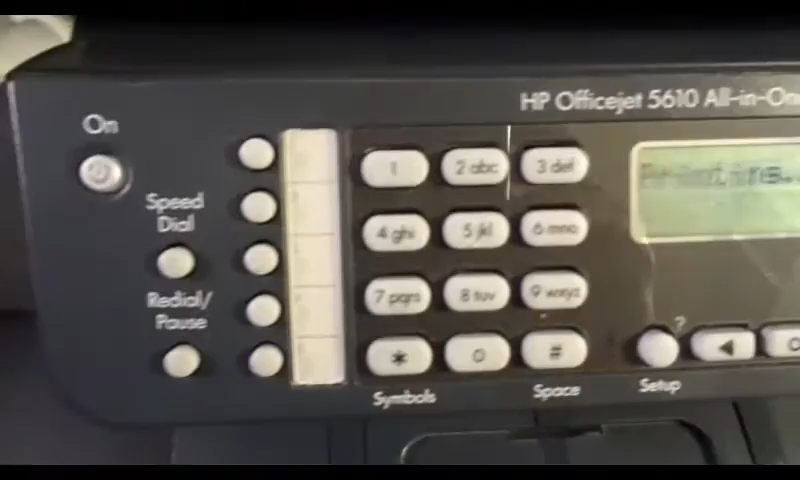 HP Officejet 5610 All-in-One
On
Speed
Dial
Redial/
Pause
1
2 abc
3 def
4 ghi
5 jkl
6 mno
7 pqrs
8 tuv
9 wxyz
*
0
#
Symbols
Space
?
Setup
Printing..